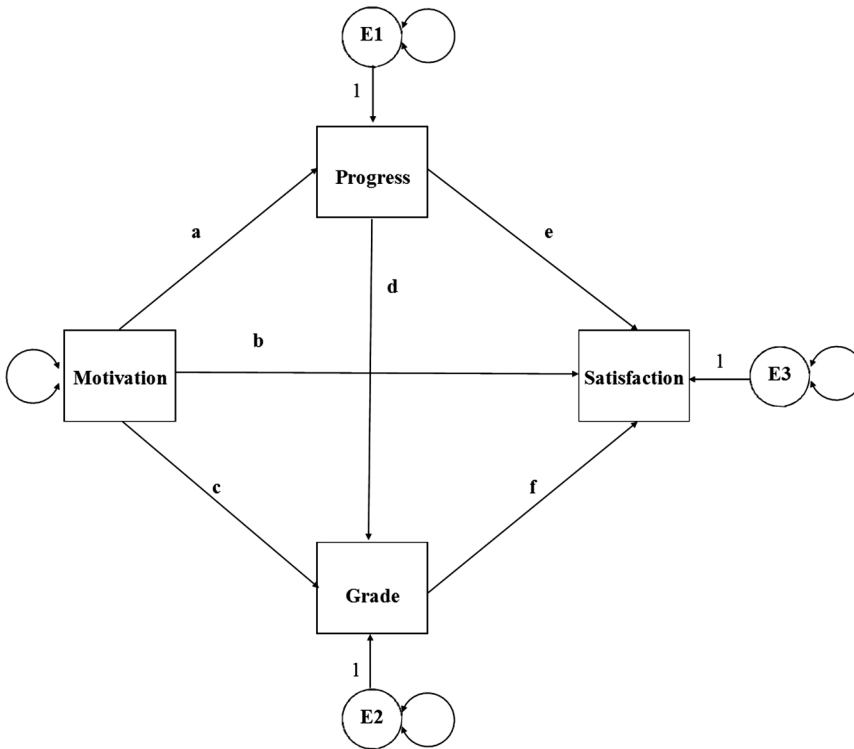 E1
1
Progress
a
e
d
b
Motivation
Satisfaction
1
E3
c
f
Grade
1
E2